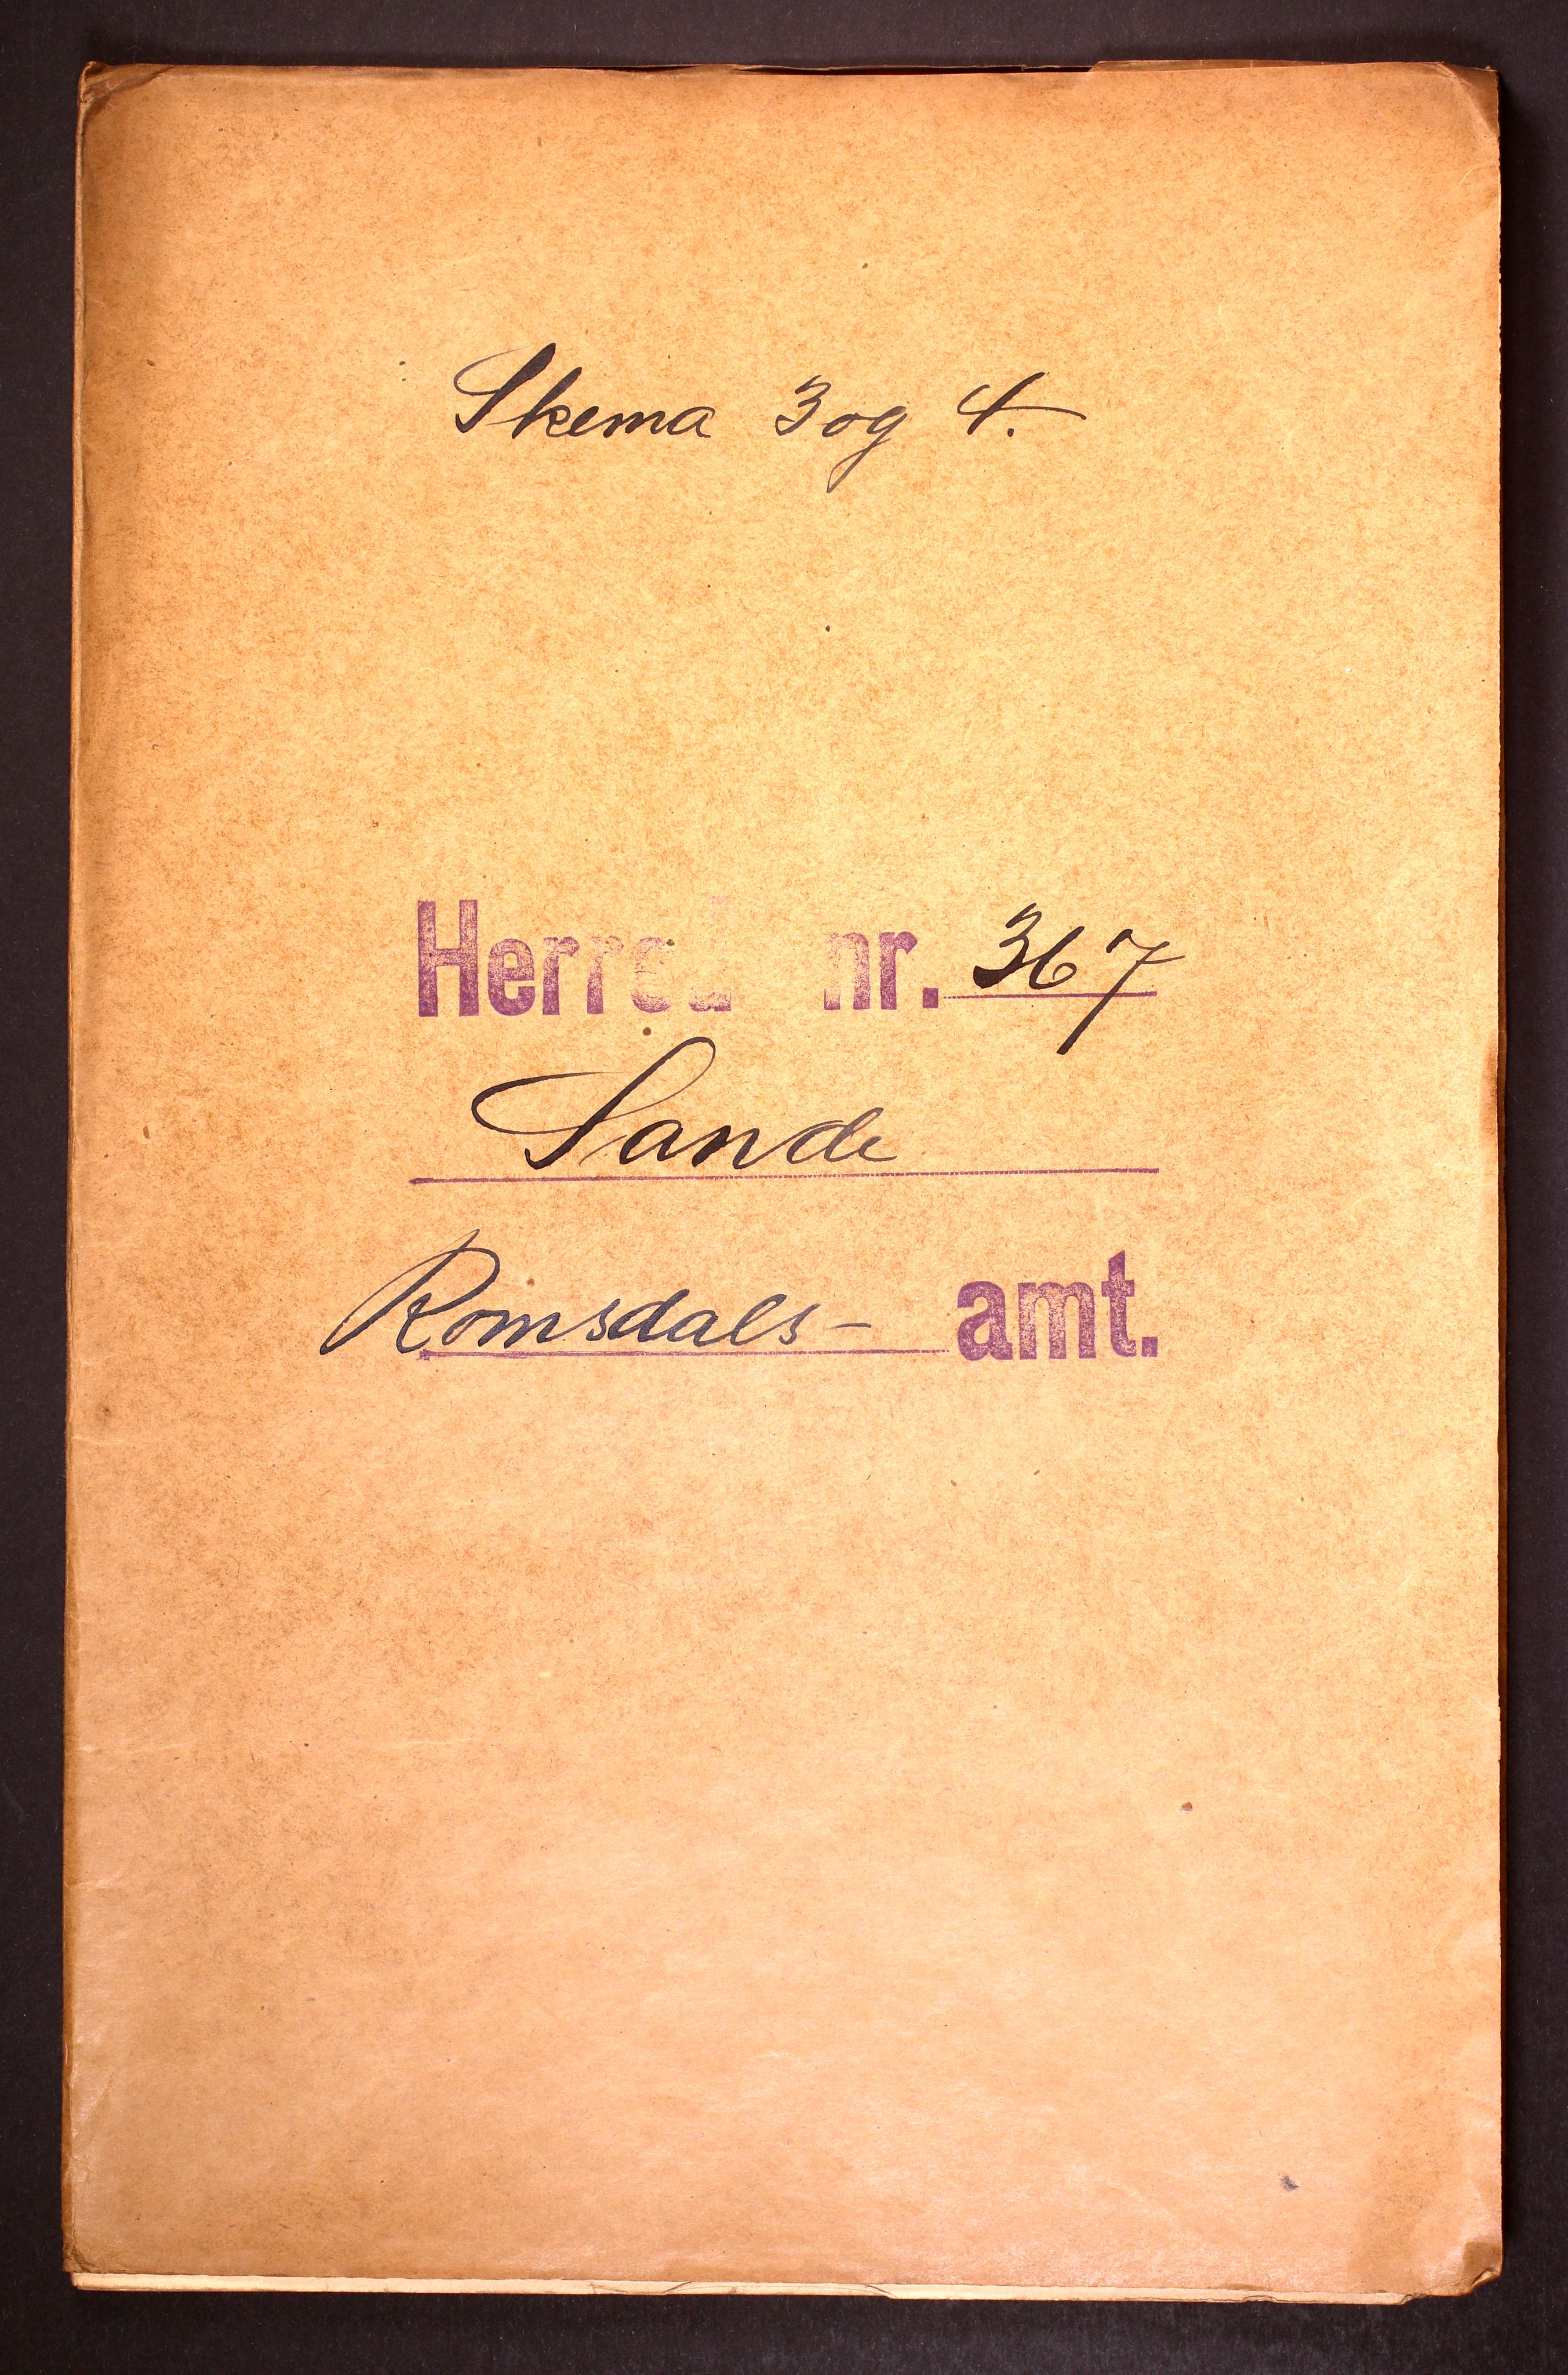 Skema 3 og 4.
Herred nr. 367
Sande
Romsdals- amt.